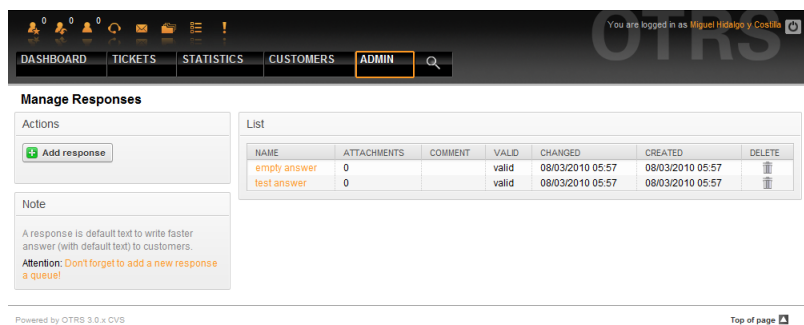 OTRS
0 0 0
You are logged in as Miguel Hidalgo y Costilla
DASHBOARD TICKETS STATISTICS CUSTOMERS ADMIN
Manage Responses
Actions
Add response
Note
A response is default text to write faster
answer (with default text) to customers.
Attention: Don't forget to add a new response
a queue!
List
NAME ATTACHMENTS COMMENT VALID CHANGED CREATED DELETE
empty answer 0 valid 08/03/2010 05:57 08/03/2010 05:57
test answer 0 valid 08/03/2010 05:57 08/03/2010 05:57
Powered by OTRS 3.0.x CVS
Top of page